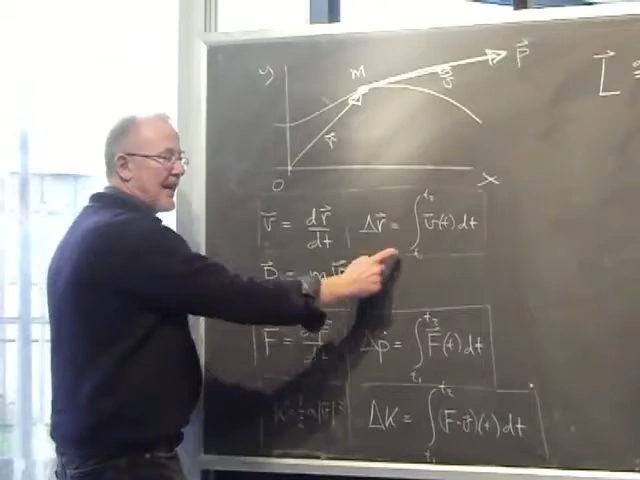 y
m
v⃗
p⃗
L⃗ =
r⃗
O
x
v⃗ = dr⃗/dt
Δr⃗ = ∫_{t₁}^{t₂} v⃗(t) dt
p⃗ = mv⃗
F⃗ = dp⃗/dt
Δp⃗ = ∫_{t₁}^{t₂} F⃗(t) dt
K = ½ m|v⃗|²
ΔK = ∫_{t₁}^{t₂} (F⃗·v⃗)(t) dt